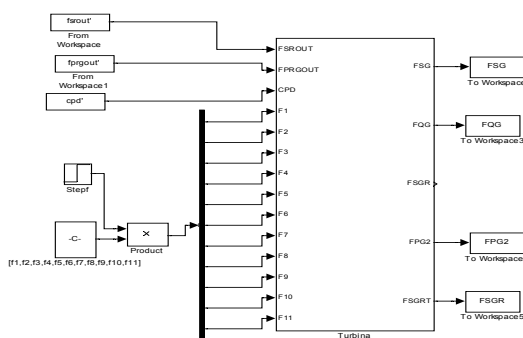 fsrout'
From
Workspace
fprgout'
From
Workspace1
cpd'
Stepf
-C-
[f1,f2,f3,f4,f5,f6,f7,f8,f9,f10,f11]
×
Product
FSROUT
FPRGOUT
CPD
F1
F2
F3
F4
F5
F6
F7
F8
F9
F10
F11
FSG
FQG
FSGR
FPG2
FSGRT
Turbina
FSG
To Workspace
FQG
To Workspace3
FPG2
To Workspace
FSGR
To Workspace5